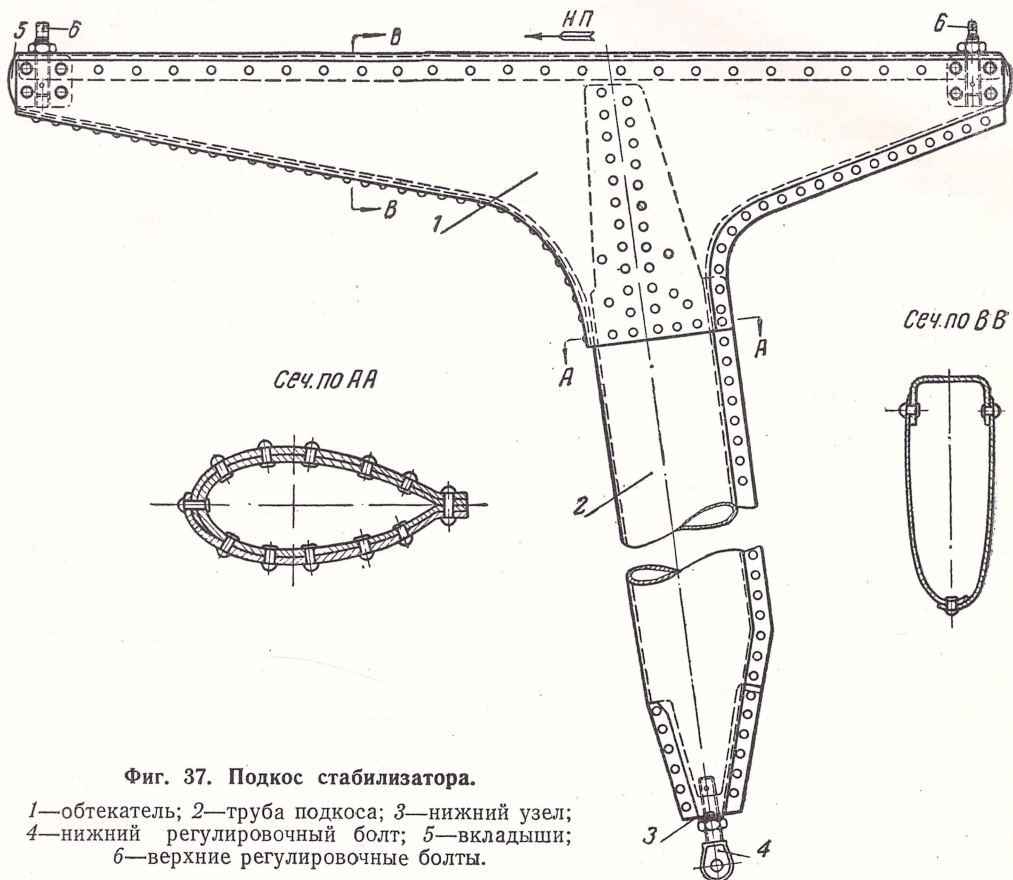 5
6
В
НП
6
В
1
А
А
Сеч. по АА
Сеч. по ВВ
2
3
4
Фиг. 37. Подкос стабилизатора.
1—обтекатель; 2—труба подкоса; 3—нижний узел;
4—нижний регулировочный болт; 5—вкладыши;
6—верхние регулировочные болты.